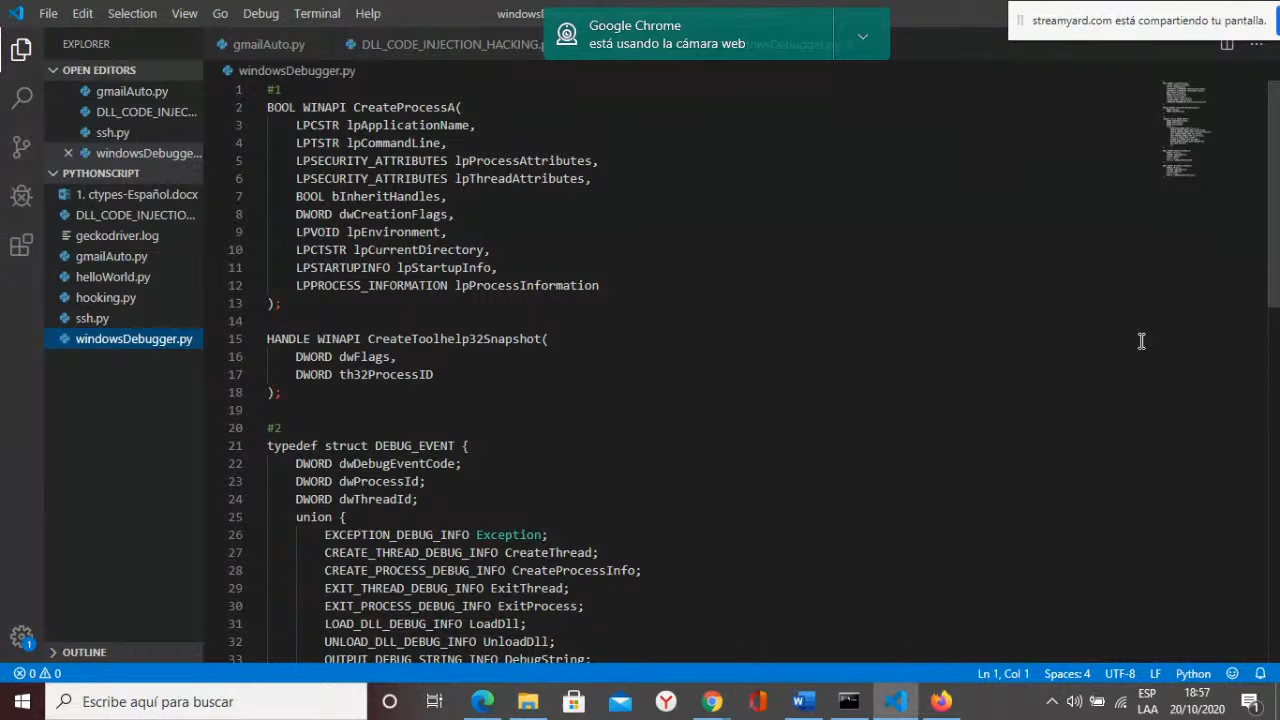 File Edit Selection View Go Debug Terminal Help
windows
Google Chrome
está usando la cámara web
streamyard.com está compartiendo tu pantalla.
EXPLORER
gmailAuto.py
DLL_CODE_INJECTION_HACKING.
OPEN EDITORS
gmailAuto.py
DLL_CODE_INJEC...
ssh.py
windowsDebugge...
PYTHONSCRIPT
1. ctypes-Español.docx
DLL_CODE_INJECTIO...
geckodriver.log
gmailAuto.py
helloWorld.py
hooking.py
ssh.py
windowsDebugger.py
OUTLINE
windowsDebugger.py
1 #1
2 BOOL WINAPI CreateProcessA(
3 LPCSTR lpApplicationName,
4 LPTSTR lpCommandLine,
5 LPSECURITY_ATTRIBUTES lpProcessAttributes,
6 LPSECURITY_ATTRIBUTES lpThreadAttributes,
7 BOOL bInheritHandles,
8 DWORD dwCreationFlags,
9 LPVOID lpEnvironment,
10 LPCTSTR lpCurrentDirectory,
11 LPSTARTUPINFO lpStartupInfo,
12 LPPROCESS_INFORMATION lpProcessInformation
13 );
14
15 HANDLE WINAPI CreateToolhelp32Snapshot(
16 DWORD dwFlags,
17 DWORD th32ProcessID
18 );
19
20 #2
21 typedef struct DEBUG_EVENT {
22 DWORD dwDebugEventCode;
23 DWORD dwProcessId;
24 DWORD dwThreadId;
25 union {
26 EXCEPTION_DEBUG_INFO Exception;
27 CREATE_THREAD_DEBUG_INFO CreateThread;
28 CREATE_PROCESS_DEBUG_INFO CreateProcessInfo;
29 EXIT_THREAD_DEBUG_INFO ExitThread;
30 EXIT_PROCESS_DEBUG_INFO ExitProcess;
31 LOAD_DLL_DEBUG_INFO LoadDll;
32 UNLOAD_DLL_DEBUG_INFO UnloadDll;
33 OUTPUT_DEBUG_STRING_INFO DebugString;
0 0
Ln 1, Col 1 Spaces: 4 UTF-8 LF Python
Escribe aquí para buscar
ESP
LAA
18:57
20/10/2020